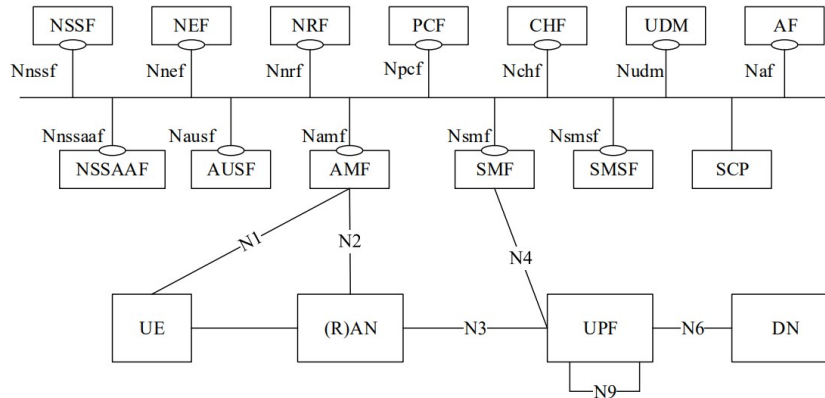 NSSF NEF NRF PCF CHF UDM AF
Nnssf Nnef Nnrf Npcf Nchf Nudm Naf
Nnssaaf Nausf Namf Nsmf Nsmsf
NSSAAF AUSF AMF SMF SMSF SCP
N1 N2 N4
UE (R)AN N3 UPF N6 DN
N9